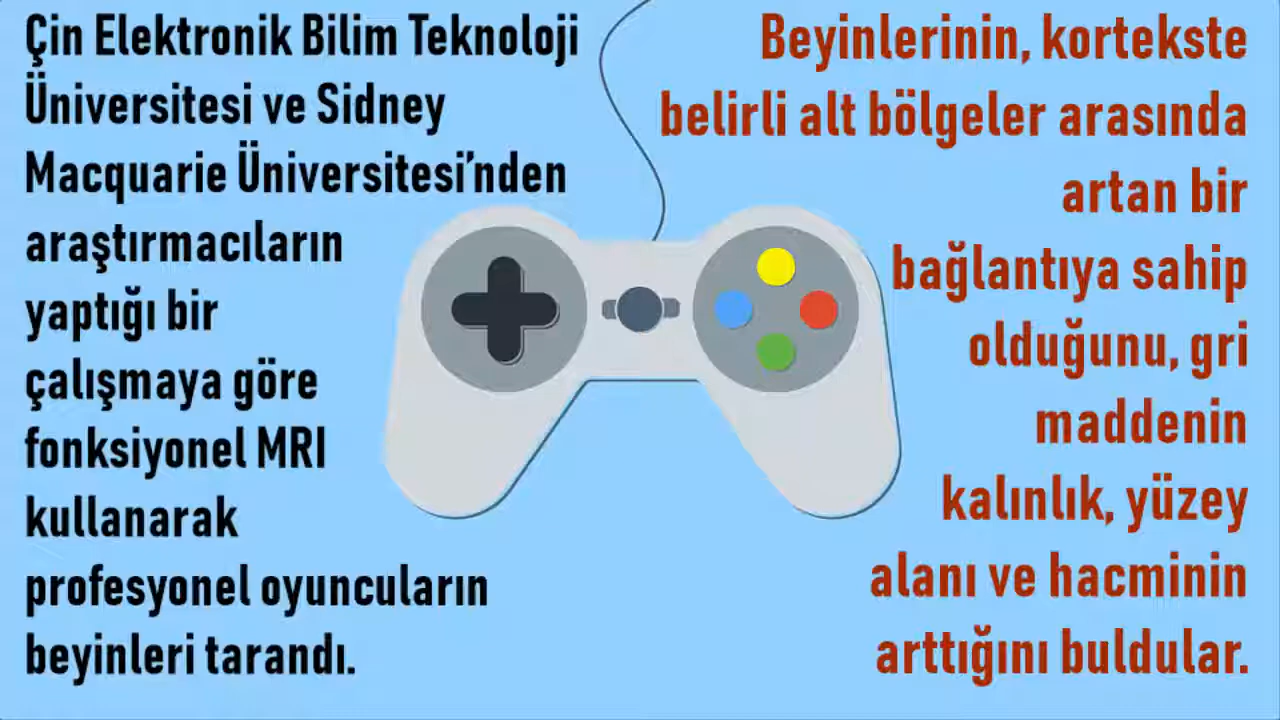 Çin Elektronik Bilim Teknoloji
Üniversitesi ve Sidney
Macquarie Üniversitesi’nden
araştırmacıların
yaptığı bir
çalışmaya göre
fonksiyonel MRI
kullanarak
profesyonel oyuncuların
beyinleri tarandı.
Beyinlerinin, kortekste
belirli alt bölgeler arasında
artan bir
bağlantıya sahip
olduğunu, gri
maddenin
kalınlık, yüzey
alanı ve hacminin
arttığını buldular.